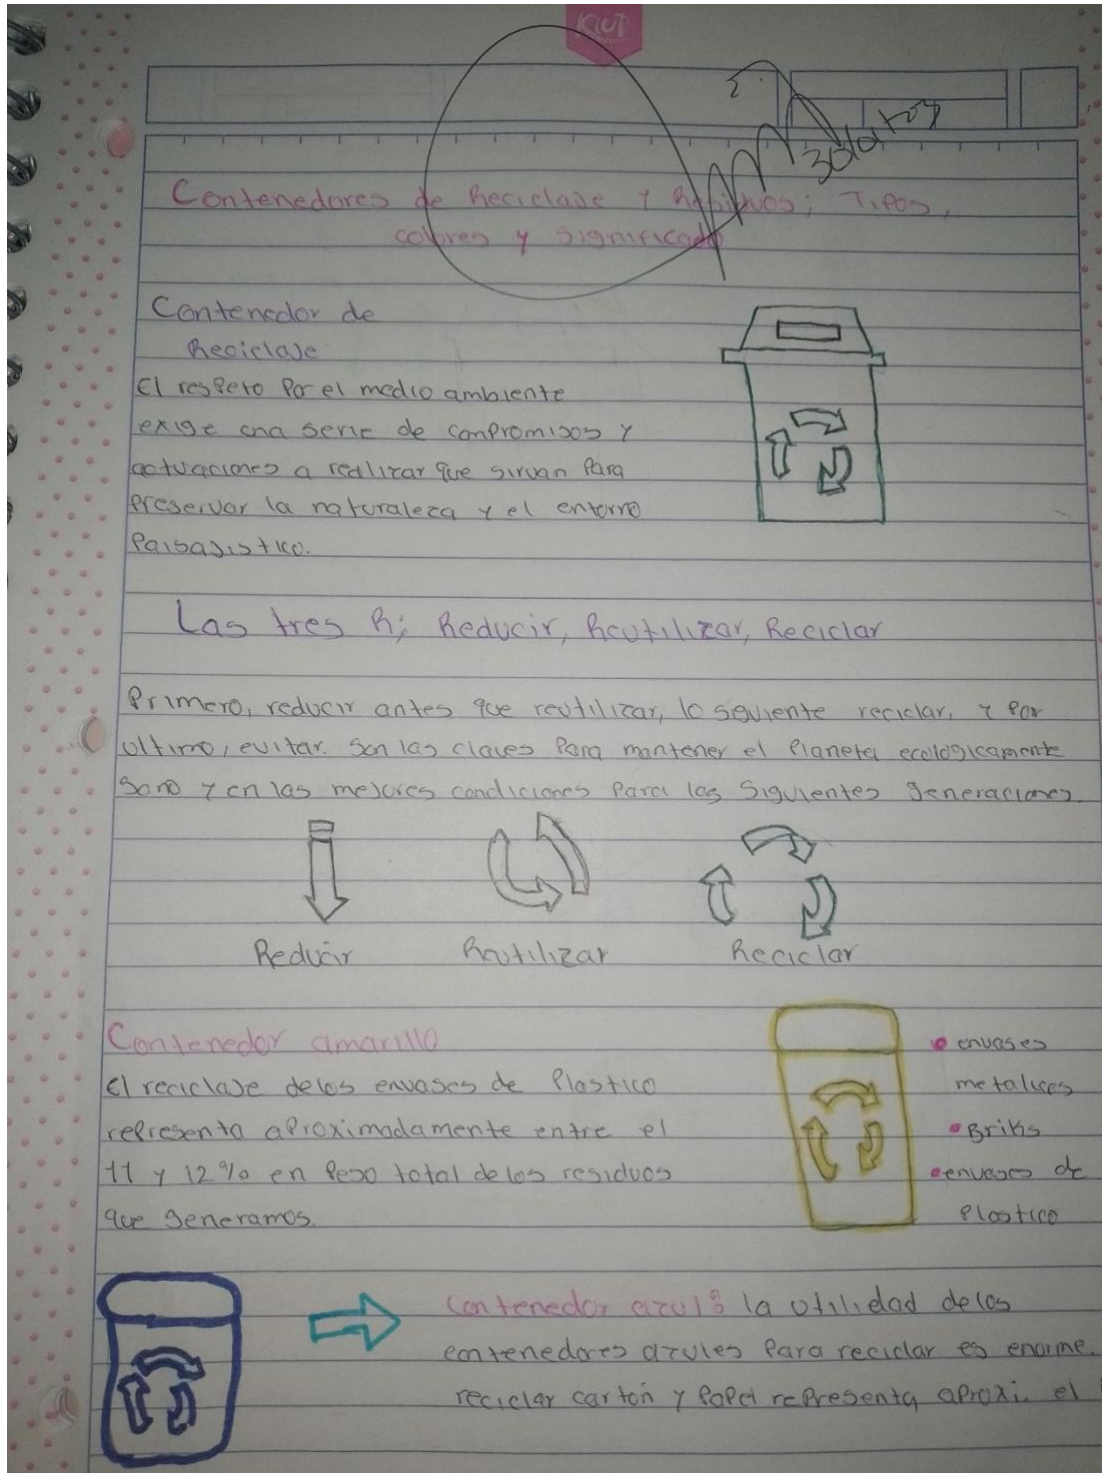 KIUT
Contenedores de Reciclaje y Residuos; Tipos,
colores y significado
Contenedor de
Reciclaje
El respeto por el medio ambiente
exige una serie de conpromisos y
actuaciones a realizar que sirvan para
preservar la naturaleza y el entorno
paisagistico.
Las tres R; Reducir, Reutilizar, Reciclar
Primero, reducir antes que reutilizar, lo siguiente reciclar, y por
ultimo, evitar. Son las claves para mantener el planeta ecologicamente
sano y en las mejores condiciones para las siguientes generaciones.
Reducir Reutilizar Reciclar
Contenedor amarillo
El reciclaje de los envases de plastico
representa aproximadamente entre el
11 y 12% en peso total de los residuos
que generamos.
• envases
metalicos
• Briks
• envases de
plastico
Contenedor azul: la utilidad de los
contenedores azules para reciclar es enorme.
reciclar cartón y papel representa aproxi. el